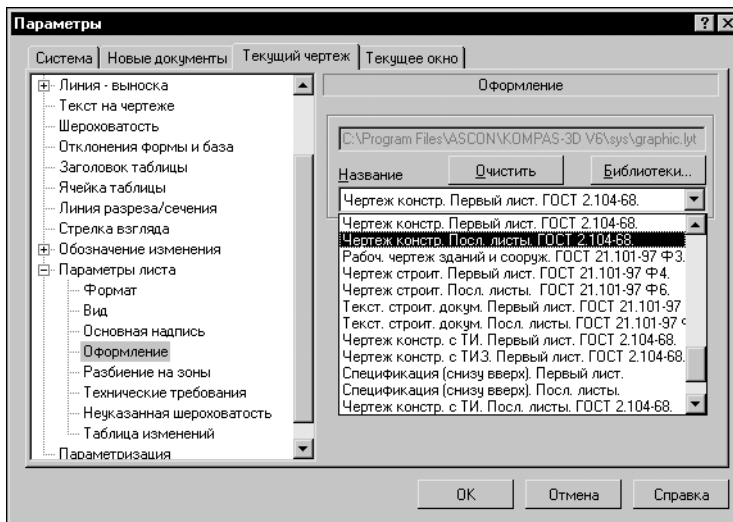 Параметры
Система
Новые документы
Текущий чертеж
Текущее окно
Линия - выноска
Текст на чертеже
Шероховатость
Отклонения формы и база
Заголовок таблицы
Ячейка таблицы
Линия разреза/сечения
Стрелка взгляда
Обозначение изменения
Параметры листа
Формат
Вид
Основная надпись
Оформление
Разбиение на зоны
Технические требования
Неуказанная шероховатость
Таблица изменений
Параметризация
Оформление
C:\Program Files\ASCON\KOMPAS-3D V6\sys\graphic.lyt
Название
Очистить
Библиотеки...
Чертеж констр. Первый лист. ГОСТ 2.104-68.
Чертеж констр. Первый лист. ГОСТ 2.104-68.
Чертеж констр. Посл. листы. ГОСТ 2.104-68.
Рабоч. чертеж зданий и сооруж. ГОСТ 21.101-97 Ф3.
Чертеж строит. Первый лист. ГОСТ 21.101-97 Ф4.
Чертеж строит. Посл. листы. ГОСТ 21.101-97 Ф6.
Текст. строит. докум. Первый лист. ГОСТ 21.101-97
Текст. строит. докум. Посл. листы. ГОСТ 21.101-97
Чертеж констр. с ТИ. Первый лист. ГОСТ 2.104-68.
Чертеж констр. с ТИ.З. Первый лист. ГОСТ 2.104-68.
Спецификация (снизу вверх). Первый лист.
Спецификация (снизу вверх). Посл. листы.
Чертеж констр. с ТИ. Посл. листы. ГОСТ 2.104-68.
OK
Отмена
Справка